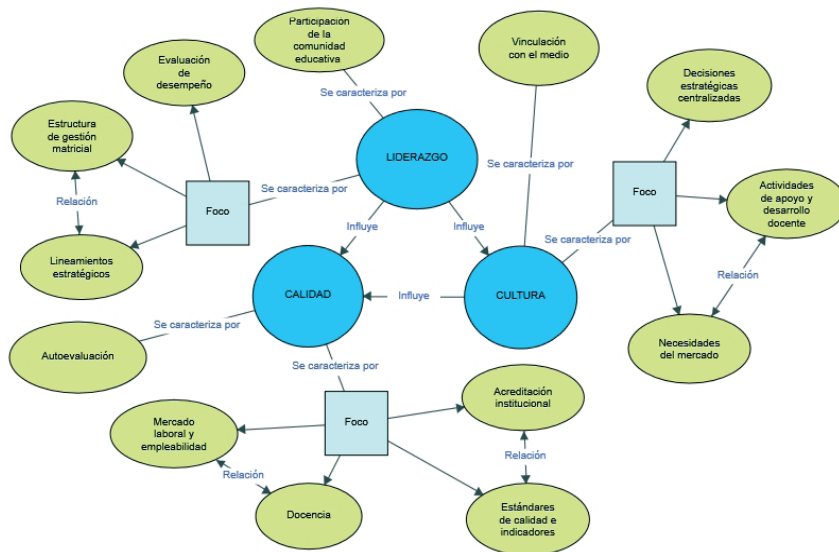 Participacion
de la comunidad
educativa
Vinculación
con el medio
Evaluación
de desempeño
Decisiones
estratégicas
centralizadas
Se caracteriza por
Estructura
de gestión
matricial
LIDERAZGO
Se caracteriza por
Se caracteriza por
Foco
Foco
Actividades
de apoyo y
desarrollo
docente
Relación
Influye
Influye
Se caracteriza por
Lineamientos
estratégicos
Relación
CALIDAD
Influye
CULTURA
Se caracteriza por
Autoevaluación
Necesidades
del mercado
Se caracteriza por
Acreditación
institucional
Mercado
laboral y
empleabilidad
Foco
Relación
Relación
Docencia
Estándares
de calidad e
indicadores